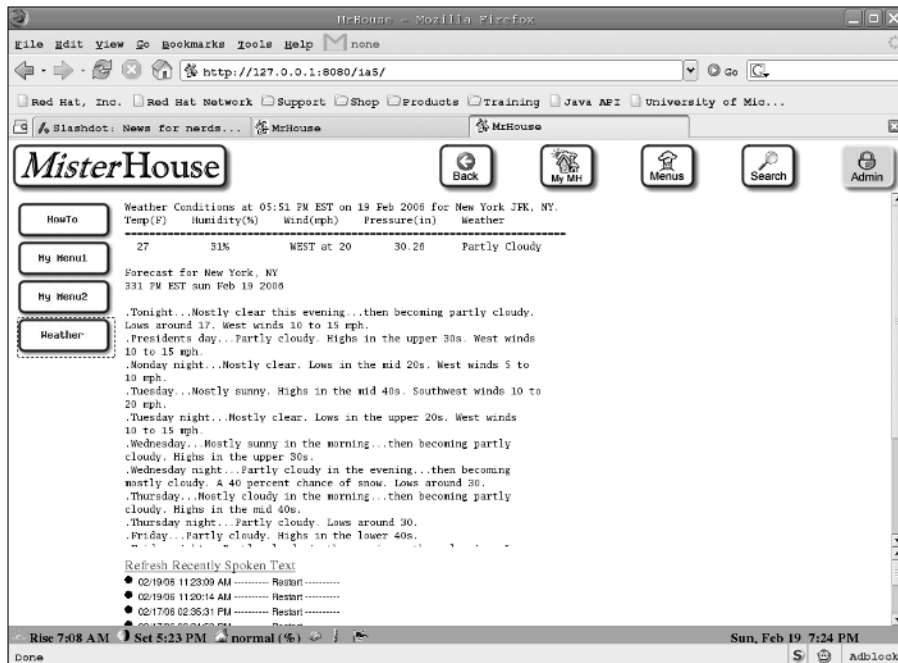 MrHouse - Mozilla Firefox
File Edit View Go Bookmarks Tools Help none
http://127.0.0.1:8080/ia5/ Go
Red Hat, Inc. Red Hat Network Support Shop Products Training Java API University of Mic...
Slashdot: News for nerds... MrHouse MrHouse
MisterHouse Back My MH Menus Search Admin
HowTo
My Menu1
My Menu2
Weather
Weather Conditions at 05:51 PM EST on 19 Feb 2006 for New York JFK, NY.
Temp(F) Humidity(%) Wind(mph) Pressure(in) Weather
==================================================================
27 31% WEST at 20 30.26 Partly Cloudy
Forecast for New York, NY
331 PM EST sun Feb 19 2006
.Tonight...Mostly clear this evening...then becoming partly cloudy.
Lows around 17. West winds 10 to 15 mph.
.Presidents day...Partly cloudy. Highs in the upper 30s. West winds
10 to 15 mph.
.Monday night...Mostly clear. Lows in the mid 20s. West winds 5 to
10 mph.
.Tuesday...Mostly sunny. Highs in the mid 40s. Southwest winds 10 to
20 mph.
.Tuesday night...Mostly clear. Lows in the upper 20s. West winds
10 to 15 mph.
.Wednesday...Mostly sunny in the morning...then becoming partly
cloudy. Highs in the upper 30s.
.Wednesday night...Partly cloudy in the evening...then becoming
mostly cloudy. A 40 percent chance of snow. Lows around 30.
.Thursday...Mostly cloudy in the morning...then becoming partly
cloudy. Highs in the mid 40s.
.Thursday night...Partly cloudy. Lows around 30.
.Friday...Partly cloudy. Highs in the lower 40s.
Refresh Recently Spoken Text
02/19/06 11:23:09 AM ---------- Restart ----------
02/19/06 11:20:14 AM ---------- Restart ----------
02/17/06 02:35:31 PM ---------- Restart ----------
Rise 7:08 AM Set 5:23 PM normal (%) Sun, Feb 19 7:24 PM
Done S Adblock